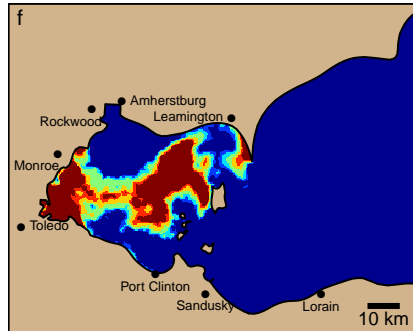 f
Amherstburg
Rockwood
Leamington
Monroe
Toledo
Port Clinton
Sandusky
Lorain
10 km